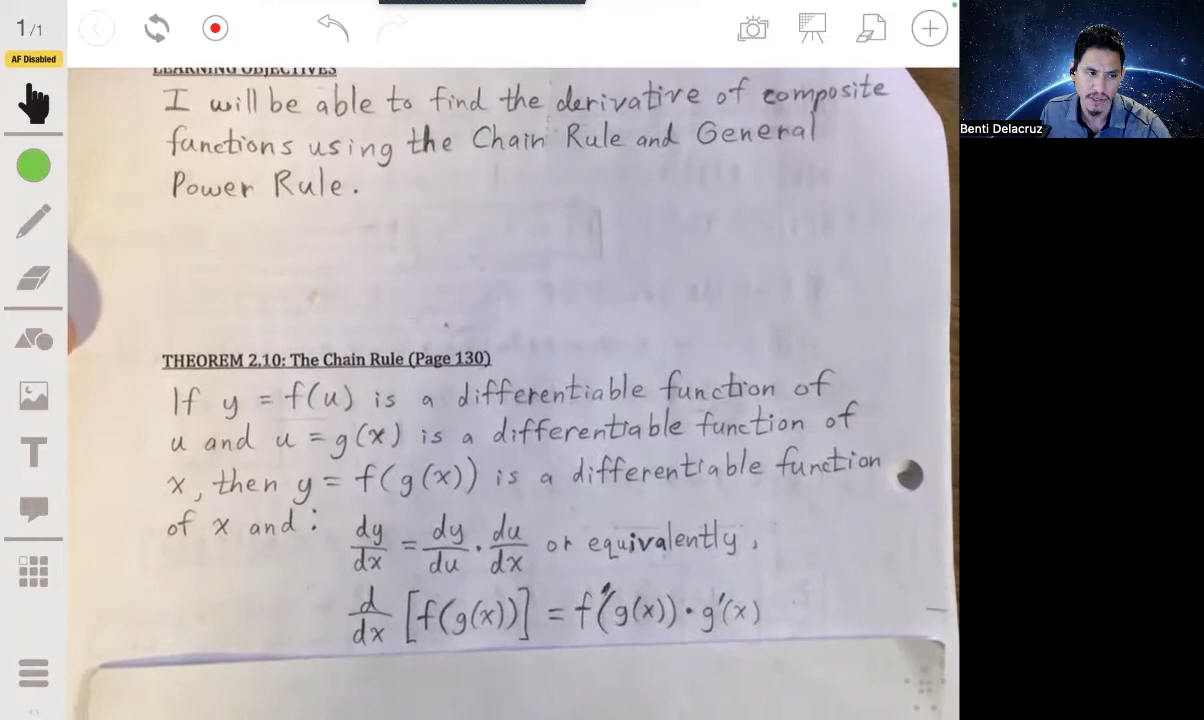 1/1
AF Disabled
Benti Delacruz
LEARNING OBJECTIVES
I will be able to find the derivative of composite
functions using the Chain Rule and General
Power Rule.
THEOREM 2.10: The Chain Rule (Page 130)
If y = f(u) is a differentiable function of
u and u = g(x) is a differentiable function of
x, then y = f(g(x)) is a differentiable function
of x and: dy/dx = dy/du · du/dx or equivalently,
d/dx [f(g(x))] = f'(g(x)) · g'(x)
T